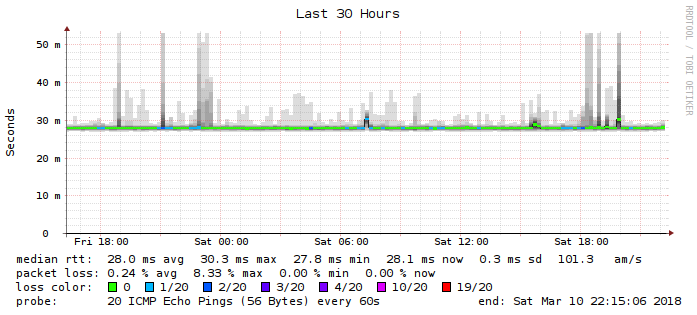 Last 30 Hours
RRDTOOL / TOBI OETIKER
Seconds
50 m
40 m
30 m
20 m
10 m
0
Fri 18:00 Sat 00:00 Sat 06:00 Sat 12:00 Sat 18:00
median rtt: 28.0 ms avg 30.3 ms max 27.8 ms min 28.1 ms now 0.3 ms sd 101.3 am/s
packet loss: 0.24 % avg 8.33 % max 0.00 % min 0.00 % now
loss color: 0 1/20 2/20 3/20 4/20 10/20 19/20
probe: 20 ICMP Echo Pings (56 Bytes) every 60s end: Sat Mar 10 22:15:06 2018